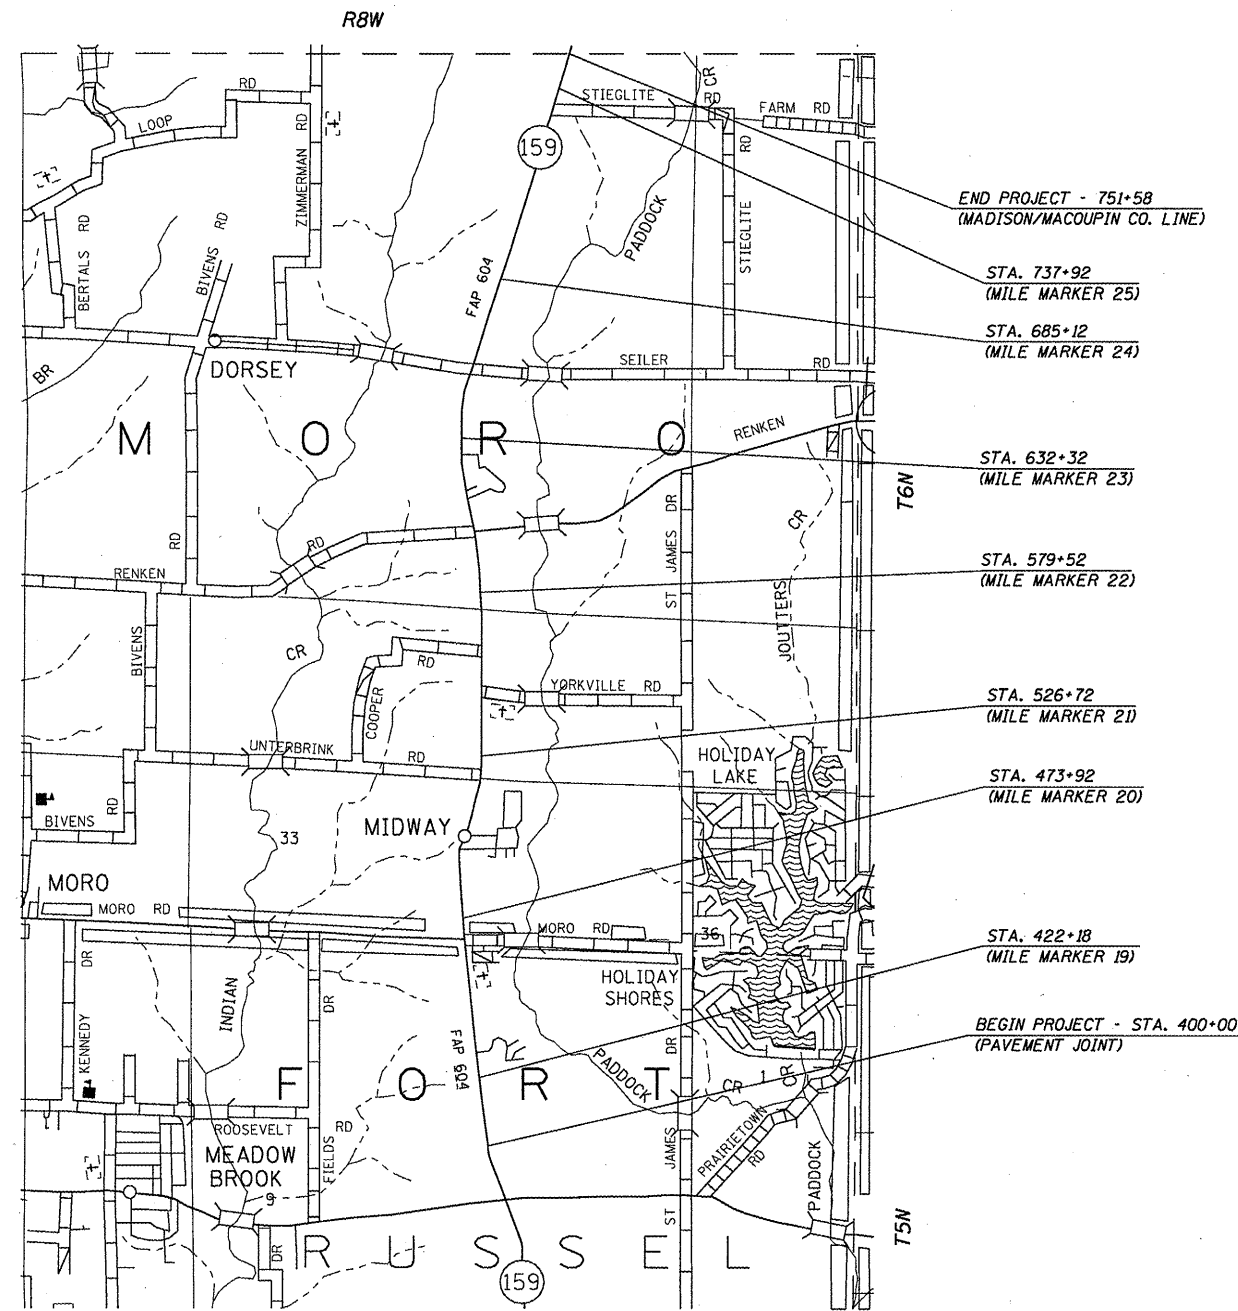 R8W
RD
LOOP
ZIMMERMAN RD
159
STIEGLITE RD
CR
FARM RD
PADDOCK
STIEGLITE RD
BERTALS RD
BIVENS RD
FAP 604
END PROJECT - 751+58
(MADISON/MACOUPIN CO. LINE)
STA. 737+92
(MILE MARKER 25)
STA. 685+12
(MILE MARKER 24)
BR
DORSEY
SEILER RD
M O R O
RENKEN
STA. 632+32
(MILE MARKER 23)
T6N
RD
RD
RENKEN
ST JAMES DR
CR
JOUTTERS
STA. 579+52
(MILE MARKER 22)
BIVENS
CR
RD
COOPER
YORKVILLE RD
UNTERBRINK RD
STA. 526+72
(MILE MARKER 21)
HOLIDAY
LAKE
STA. 473+92
(MILE MARKER 20)
BIVENS RD
33
MIDWAY
MORO
MORO RD
MORO RD
36
STA. 422+18
(MILE MARKER 19)
HOLIDAY
SHORES
KENNEDY DR
INDIAN
DR
FAP 604
BEGIN PROJECT - STA. 400+00
(PAVEMENT JOINT)
PADDOCK CR
1
CR
F O R T
ROOSEVELT RD
MEADOW
BROOK
9
FIELDS
ST JAMES DR
PRAIRIETOWN RD
PADDOCK
T5N
DR
R U S S E L
159